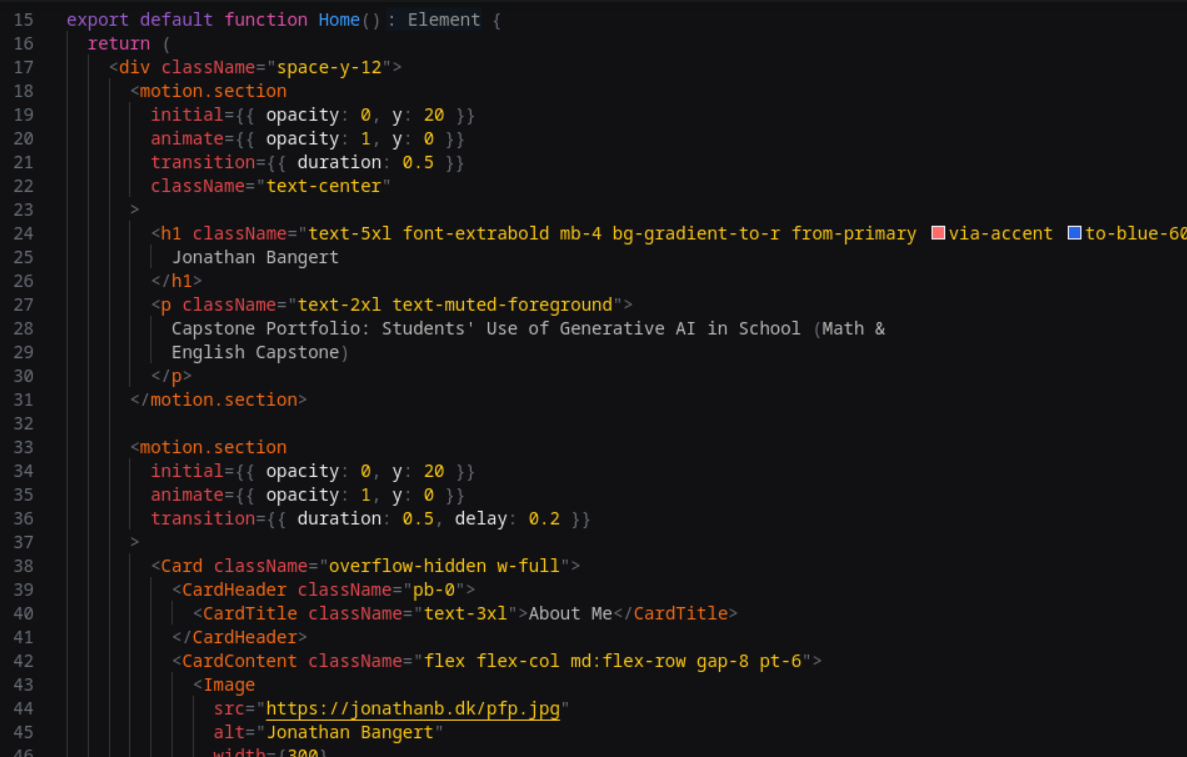 15 export default function Home(): Element {
16   return (
17     <div className="space-y-12">
18       <motion.section
19         initial={{ opacity: 0, y: 20 }}
20         animate={{ opacity: 1, y: 0 }}
21         transition={{ duration: 0.5 }}
22         className="text-center"
23       >
24         <h1 className="text-5xl font-extrabold mb-4 bg-gradient-to-r from-primary via-accent to-blue-60
25           Jonathan Bangert
26         </h1>
27         <p className="text-2xl text-muted-foreground">
28           Capstone Portfolio: Students' Use of Generative AI in School (Math &
29           English Capstone)
30         </p>
31       </motion.section>
32
33       <motion.section
34         initial={{ opacity: 0, y: 20 }}
35         animate={{ opacity: 1, y: 0 }}
36         transition={{ duration: 0.5, delay: 0.2 }}
37       >
38         <Card className="overflow-hidden w-full">
39           <CardHeader className="pb-0">
40             <CardTitle className="text-3xl">About Me</CardTitle>
41           </CardHeader>
42           <CardContent className="flex flex-col md:flex-row gap-8 pt-6">
43             <Image
44               src="https://jonathanb.dk/pfp.jpg"
45               alt="Jonathan Bangert"
46               width={300}